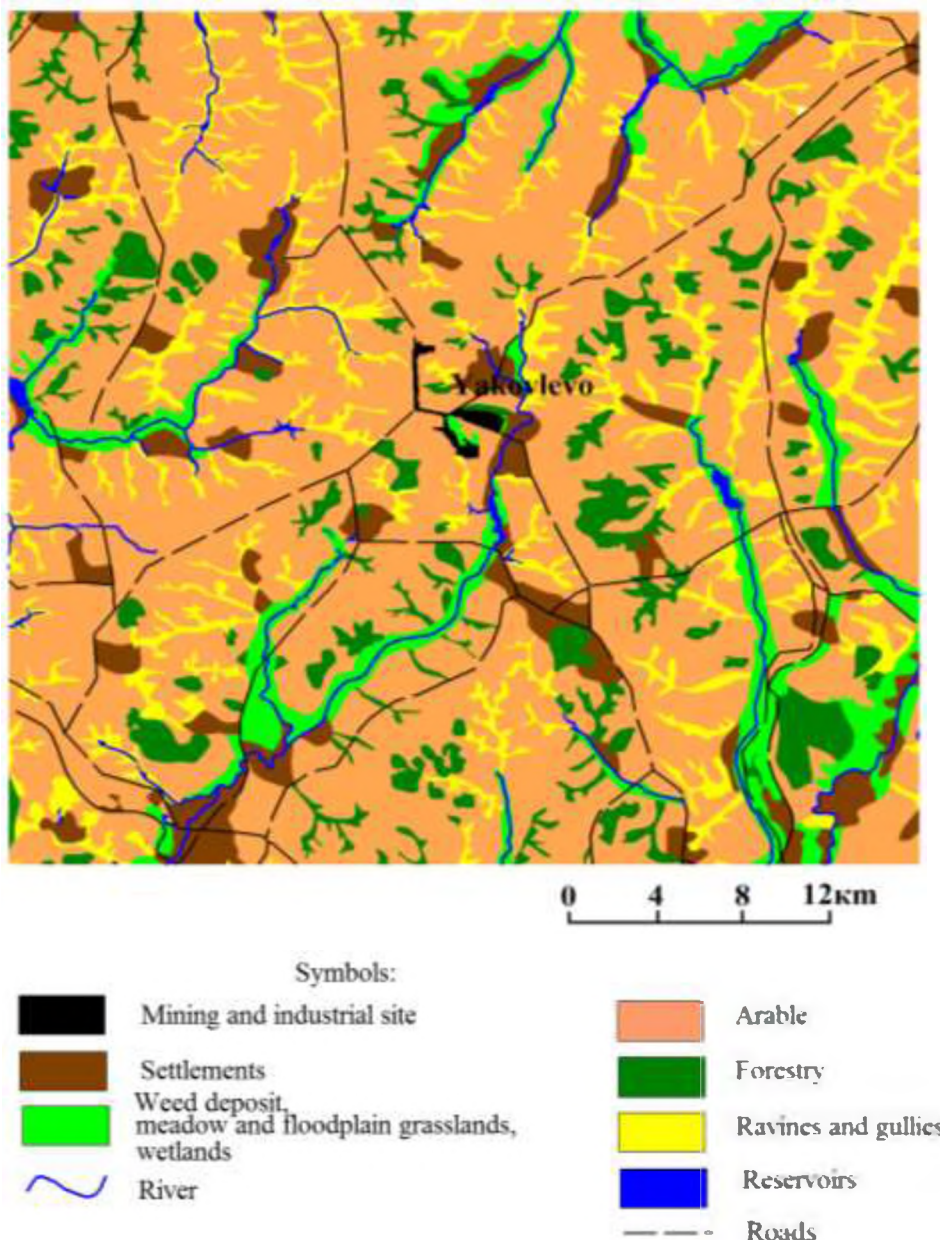 Yakovlevo
0 4 8 12км
Symbols:
Mining and industrial site
Settlements
Weed deposit,
meadow and floodplain grasslands,
wetlands
River
Arable
Forestry
Ravines and gullies
Reservoirs
Roads